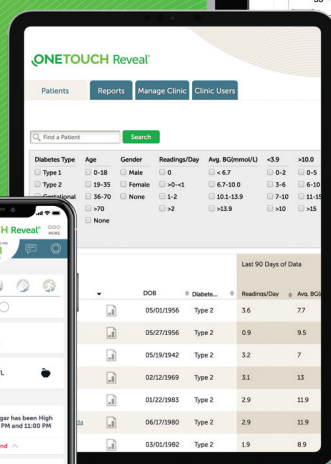 ONETOUCH Reveal®
Patients Reports Manage Clinic Clinic Users
Find a Patient Search
Diabetes Type Age Gender Readings/Day Avg. BG(mmol/L) <3.9 >10.0
Type 1 0-18 Male 0 < 6.7 0-2 0-5
Type 2 19-35 Female >0-<1 6.7-10.0 3-6 6-10
36-70 None 1-2 10.1-13.9 7-10 11-15
>70 >2 >13.9 >10 >15
None
Reveal®
MORE
Last 90 Days of Data
DOB Diabete... Readings/Day Avg. BG(
05/01/1956 Type 2 3.6 7.7
05/27/1956 Type 2 0.9 9.5
05/19/1942 Type 2 3.2 7
02/12/1969 Type 2 3.1 13
01/22/1983 Type 2 2.9 11.9
06/17/1980 Type 2 2.9 11.9
03/01/1982 Type 2 1.9 8.9
has been High
PM and 11:00 PM